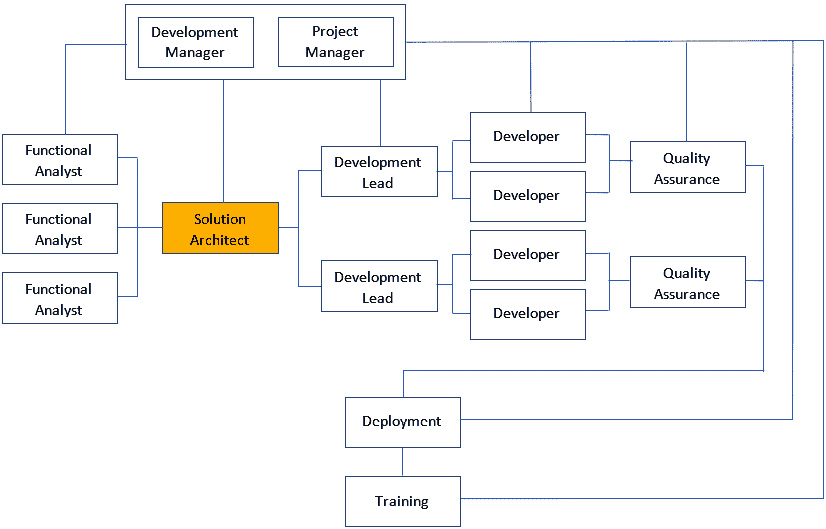 Development
Manager
Project
Manager
Functional
Analyst
Functional
Analyst
Functional
Analyst
Solution
Architect
Development
Lead
Development
Lead
Developer
Developer
Developer
Developer
Quality
Assurance
Quality
Assurance
Deployment
Training